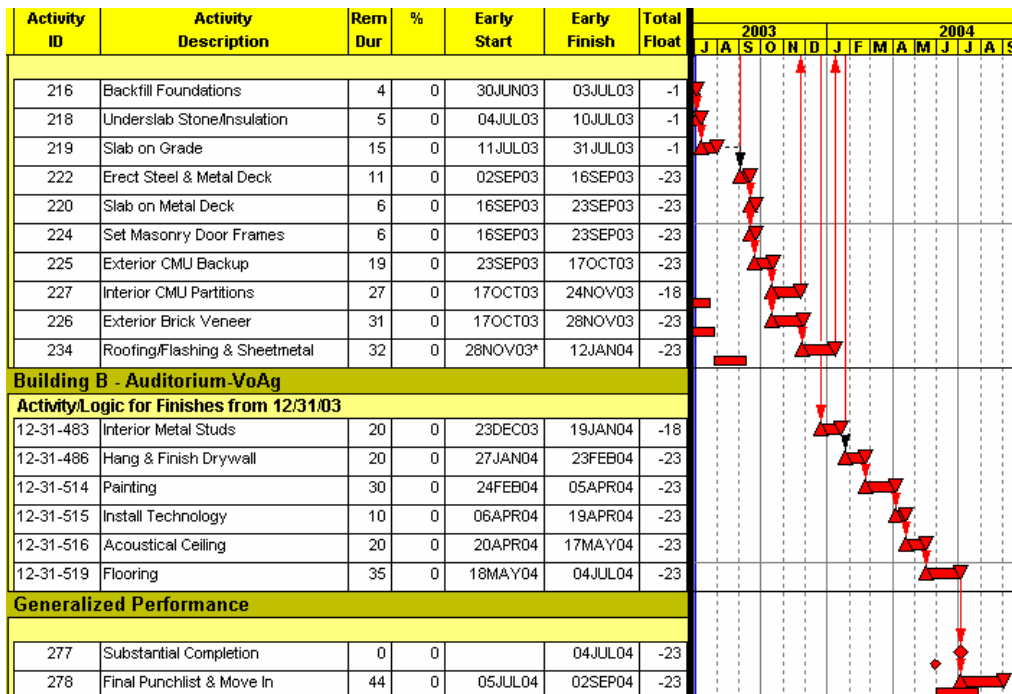 Activity ID Activity Description Rem Dur % Early Start Early Finish Total Float
2003 2004
J A S O N D J F M A M J J A S
216 Backfill Foundations 4 0 30JUN03 03JUL03 -1
218 Underslab Stone/Insulation 5 0 04JUL03 10JUL03 -1
219 Slab on Grade 15 0 11JUL03 31JUL03 -1
222 Erect Steel & Metal Deck 11 0 02SEP03 16SEP03 -23
220 Slab on Metal Deck 6 0 16SEP03 23SEP03 -23
224 Set Masonry Door Frames 6 0 16SEP03 23SEP03 -23
225 Exterior CMU Backup 19 0 23SEP03 17OCT03 -23
227 Interior CMU Partitions 27 0 17OCT03 24NOV03 -18
226 Exterior Brick Veneer 31 0 17OCT03 28NOV03 -23
234 Roofing/Flashing & Sheetmetal 32 0 28NOV03* 12JAN04 -23
Building B - Auditorium-VoAg
Activity/Logic for Finishes from 12/31/03
12-31-483 Interior Metal Studs 20 0 23DEC03 19JAN04 -18
12-31-486 Hang & Finish Drywall 20 0 27JAN04 23FEB04 -23
12-31-514 Painting 30 0 24FEB04 05APR04 -23
12-31-515 Install Technology 10 0 06APR04 19APR04 -23
12-31-516 Acoustical Ceiling 20 0 20APR04 17MAY04 -23
12-31-519 Flooring 35 0 18MAY04 04JUL04 -23
Generalized Performance
277 Substantial Completion 0 0 04JUL04 -23
278 Final Punchlist & Move In 44 0 05JUL04 02SEP04 -23